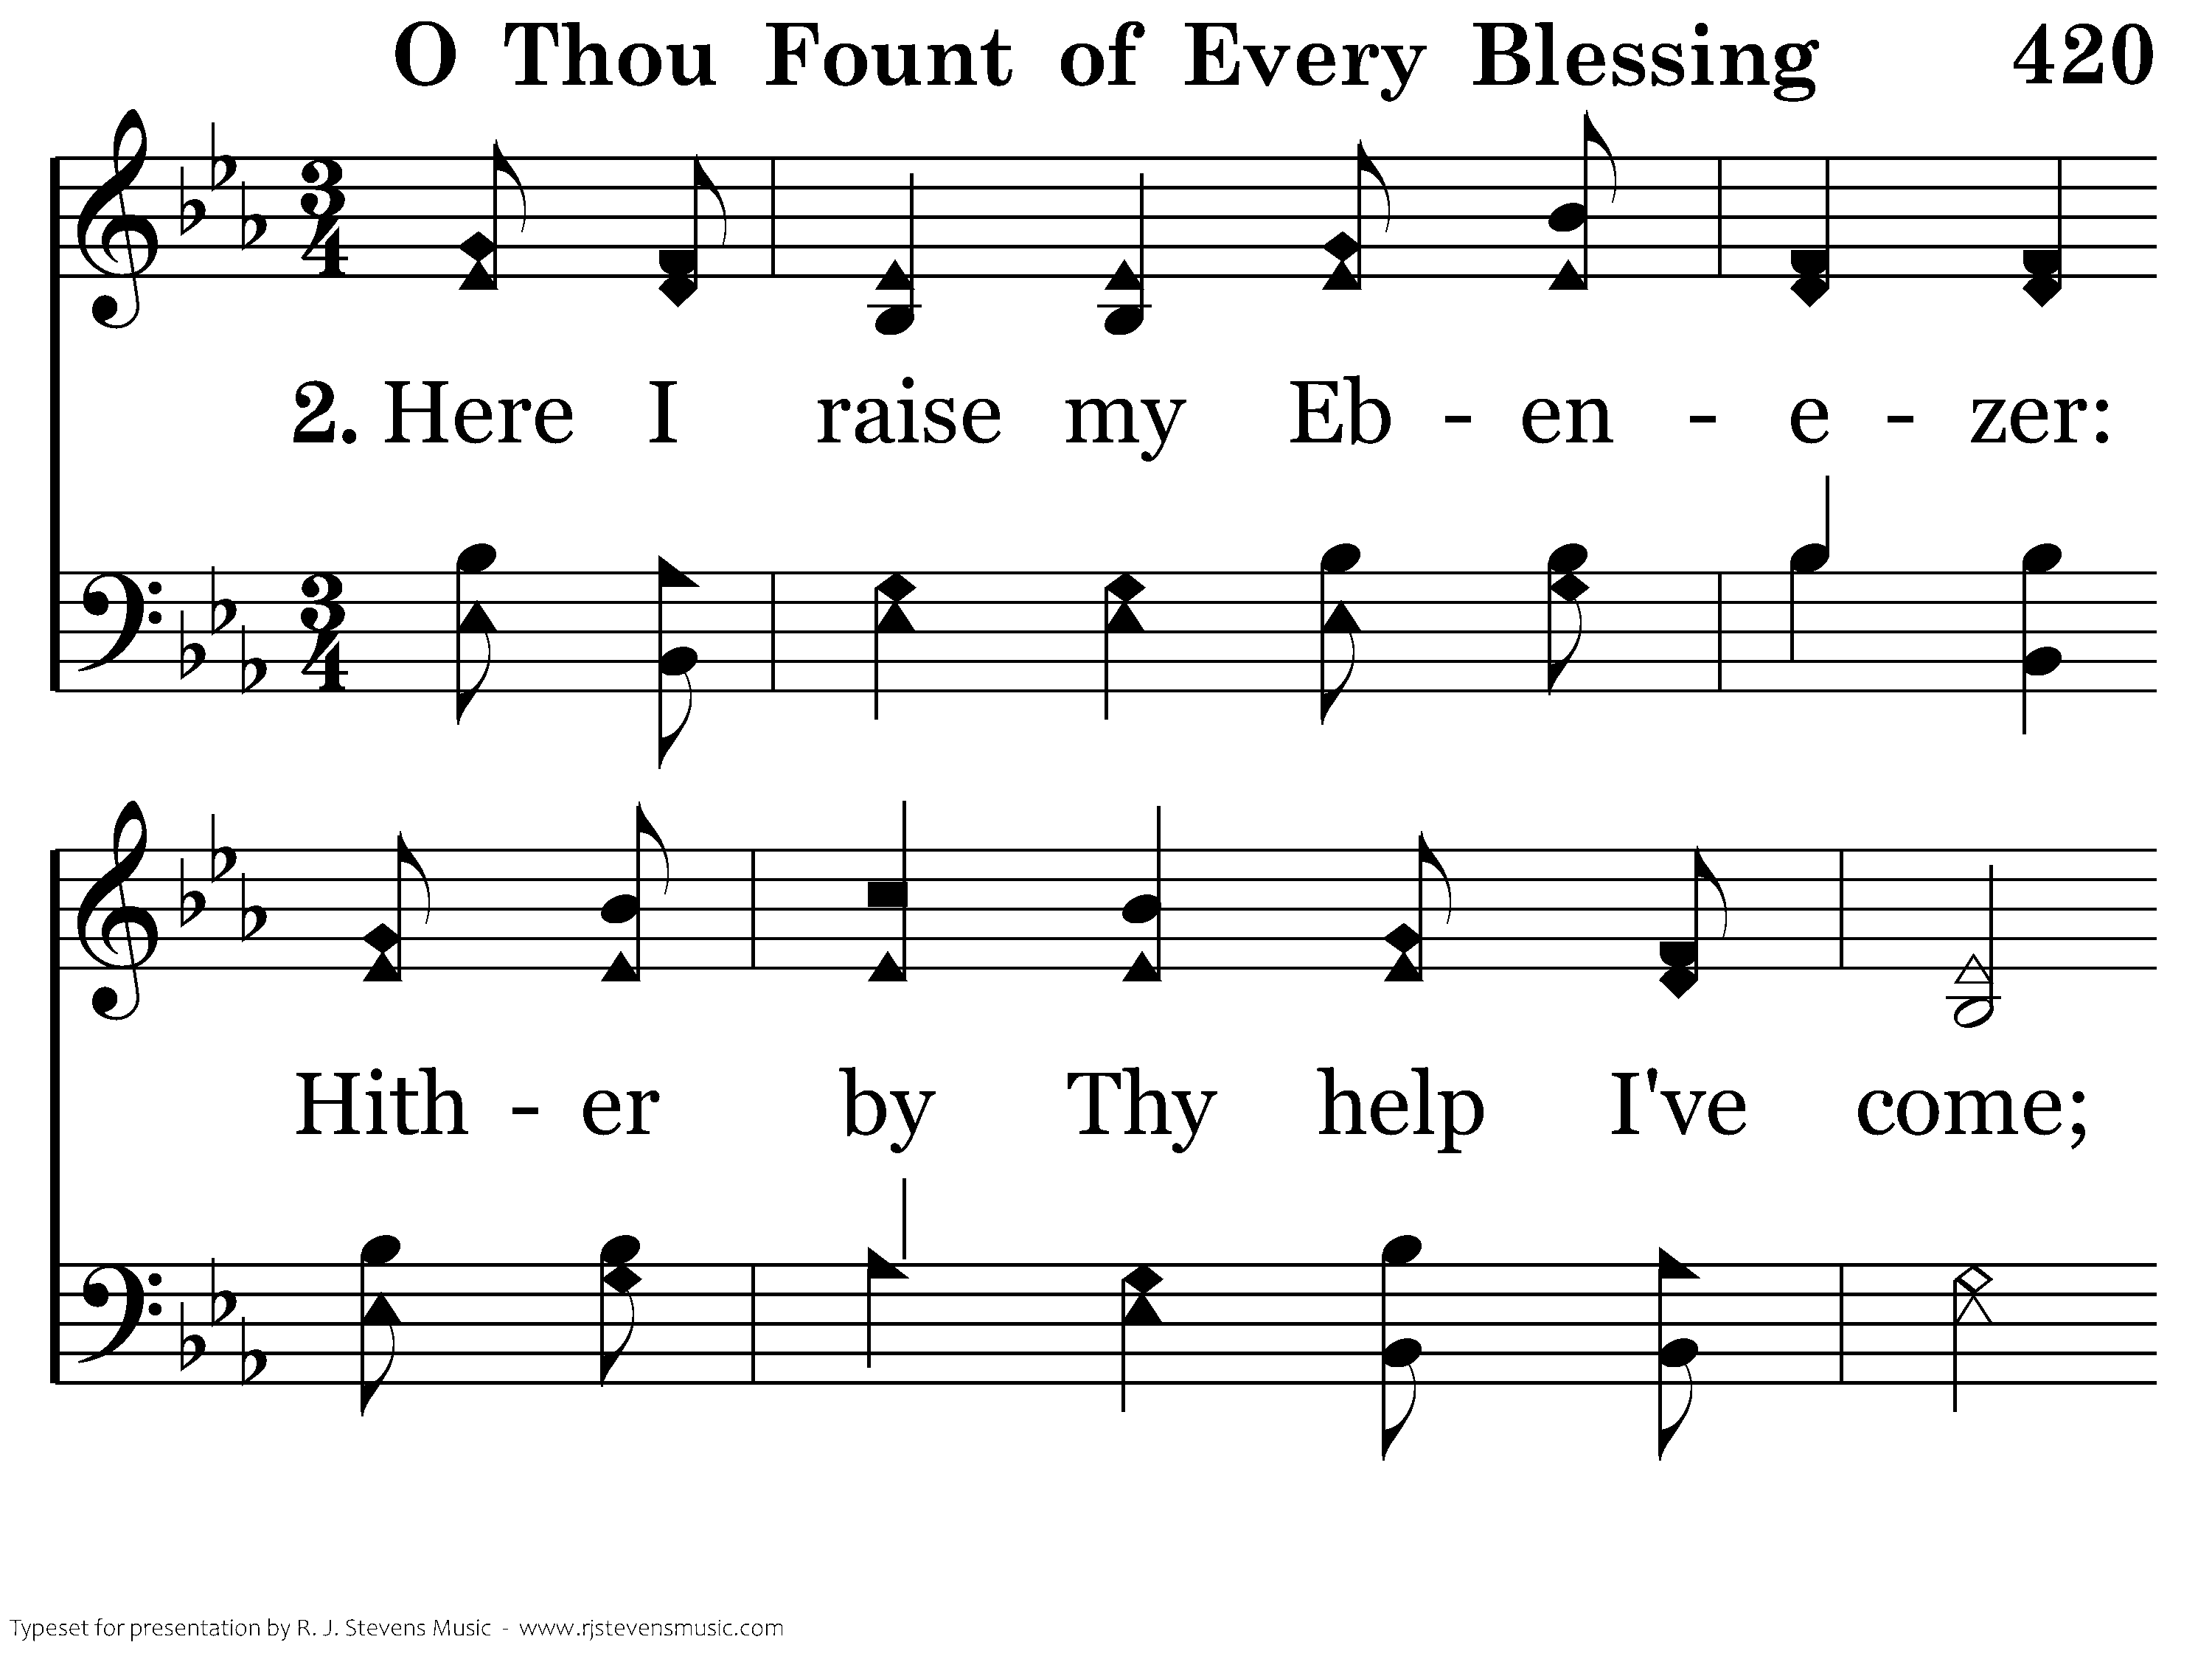 O Thou Fount of Every Blessing 420
2. Here I raise my Eb - en - e - zer:
Hith - er by Thy help I've come;
Typeset for presentation by R. J. Stevens Music - www.rjstevensmusic.com